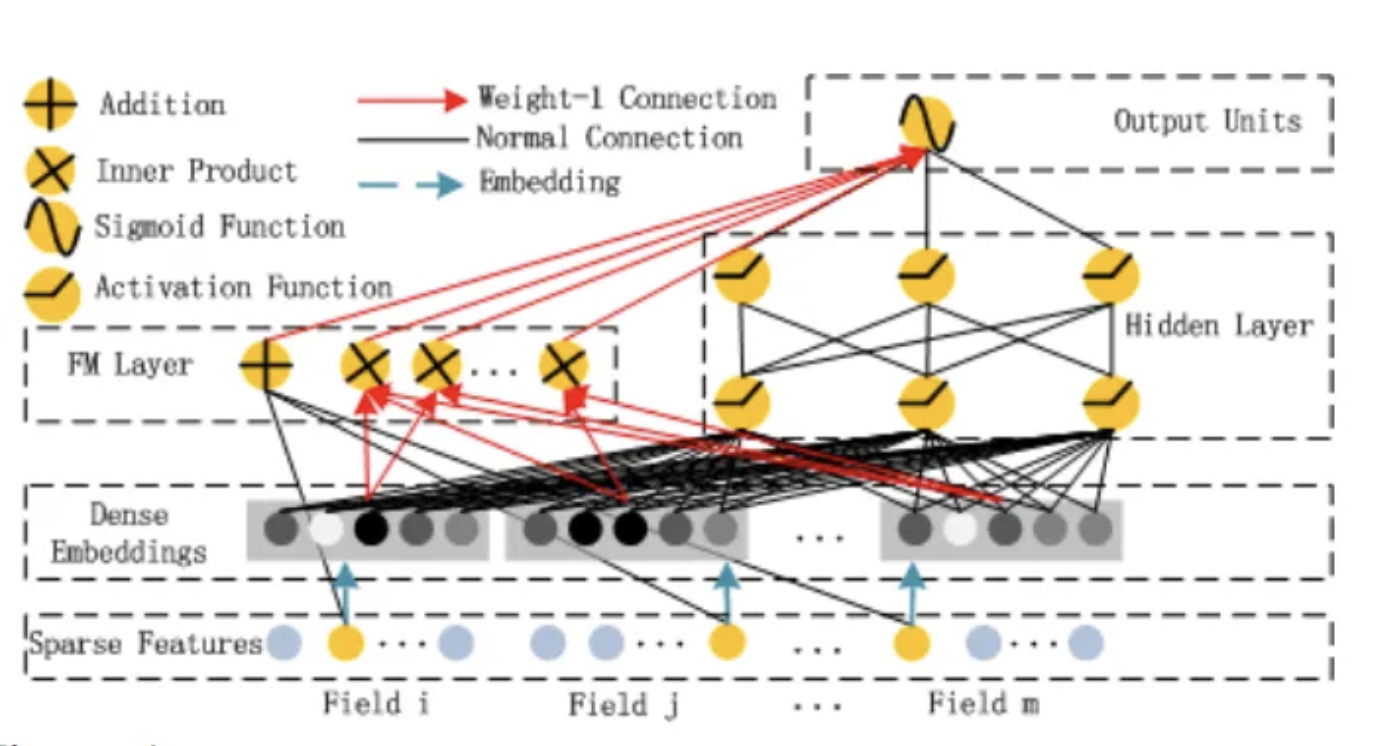 Addition
Inner Product
Sigmoid Function
Activation Function
Weight-1 Connection
Normal Connection
Embedding
Output Units
Hidden Layer
FM Layer
...
Dense
Embeddings
...
Sparse Features ... ... ... ...
Field i Field j ... Field m